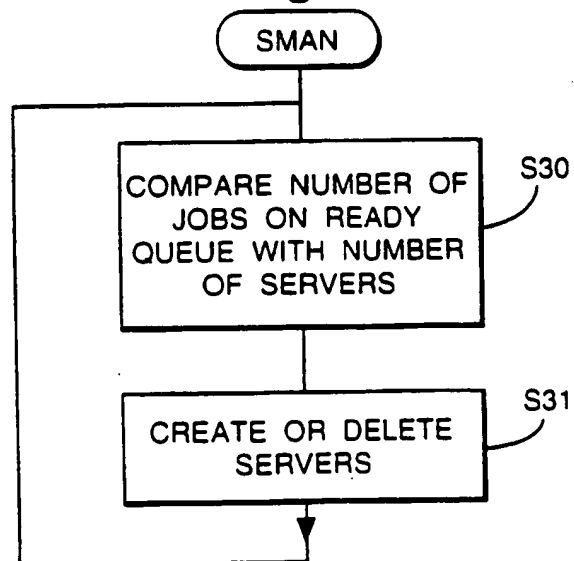 SMAN
COMPARE NUMBER OF
JOBS ON READY
QUEUE WITH NUMBER
OF SERVERS
S30
CREATE OR DELETE
SERVERS
S31